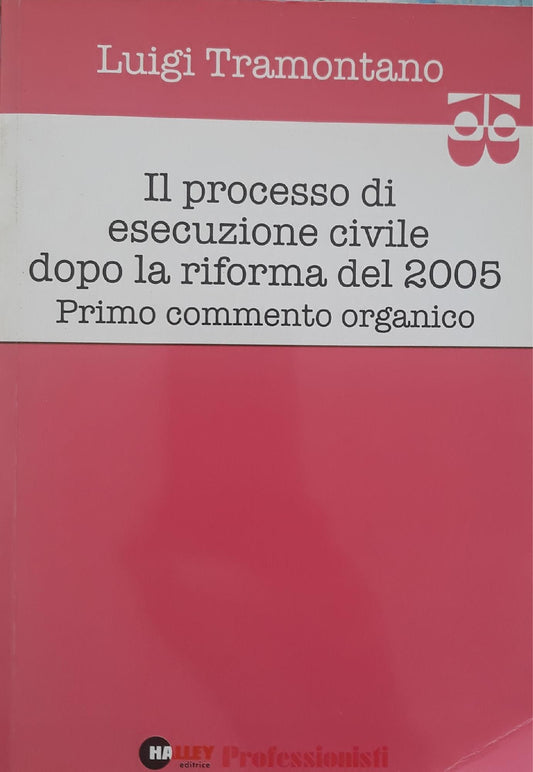 Luigi Tramontano
Il processo di
esecuzione civile
dopo la riforma del 2005
Primo commento organico
HALLEY
editrice
Professionisti